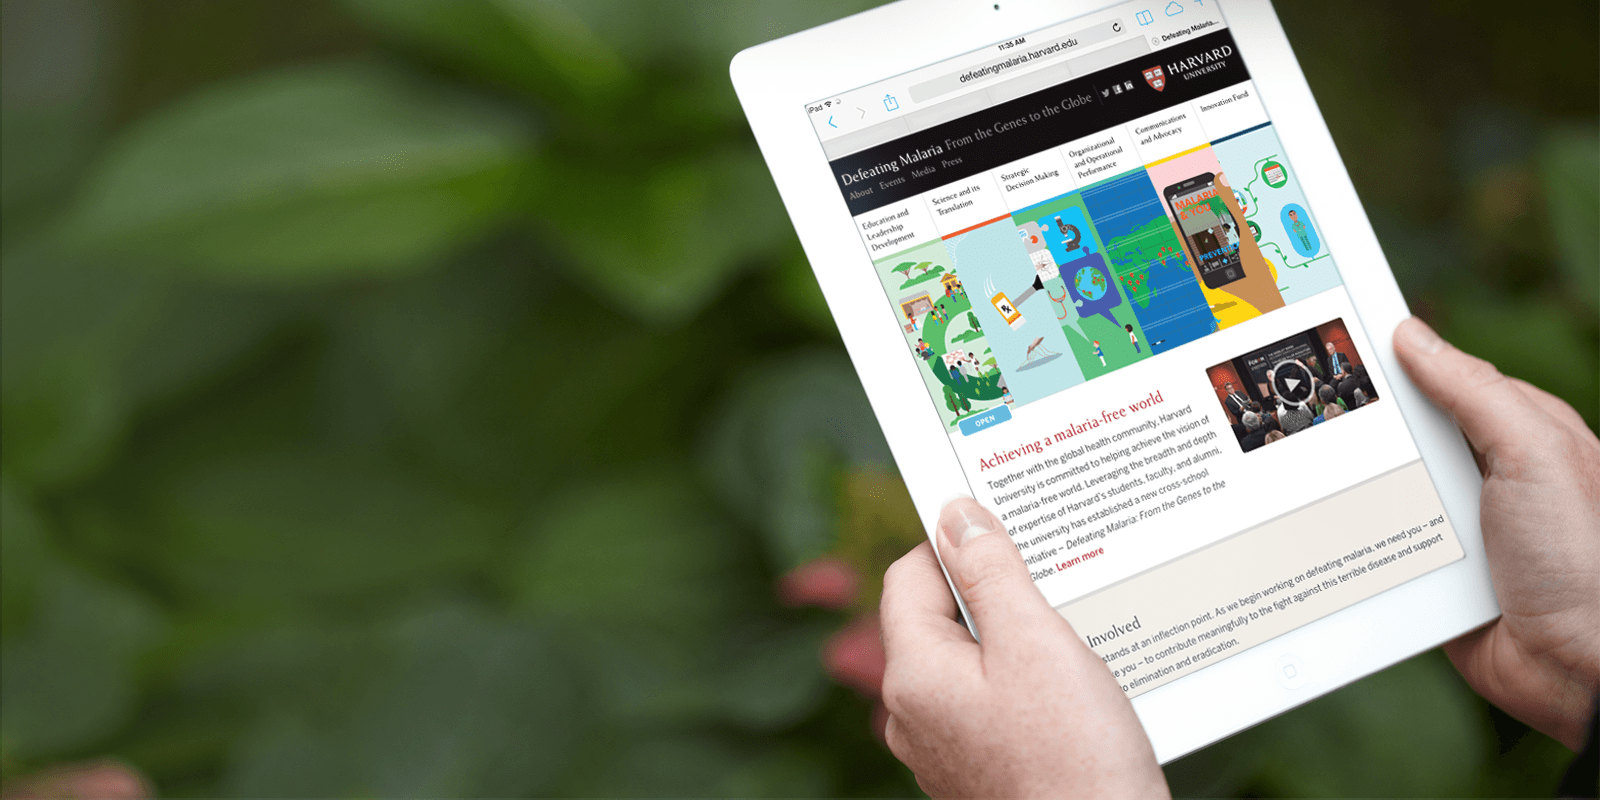 iPad
11:35 AM
defeatingmalaria.harvard.edu
Defeating Malaria...
Defeating Malaria From the Genes to the Globe
HARVARD
UNIVERSITY
About Events Media Press
Education and
Leadership
Development
Science and its
Translation
Strategic
Decision Making
Organizational
and Operational
Performance
Communications
and Advocacy
Innovation Fund
MALARIA
& YOU
PREVENT
Rx
OPEN
Achieving a malaria-free world
Together with the global health community, Harvard
University is committed to helping achieve the vision of
a malaria-free world. Leveraging the breadth and depth
of expertise of Harvard's students, faculty, and alumni,
the university has established a new cross-school
initiative – Defeating Malaria: From the Genes to the
Globe. Learn more
Involved
stands at an inflection point. As we begin working on defeating malaria, we need you – and
e you – to contribute meaningfully to the fight against this terrible disease and support
to elimination and eradication.